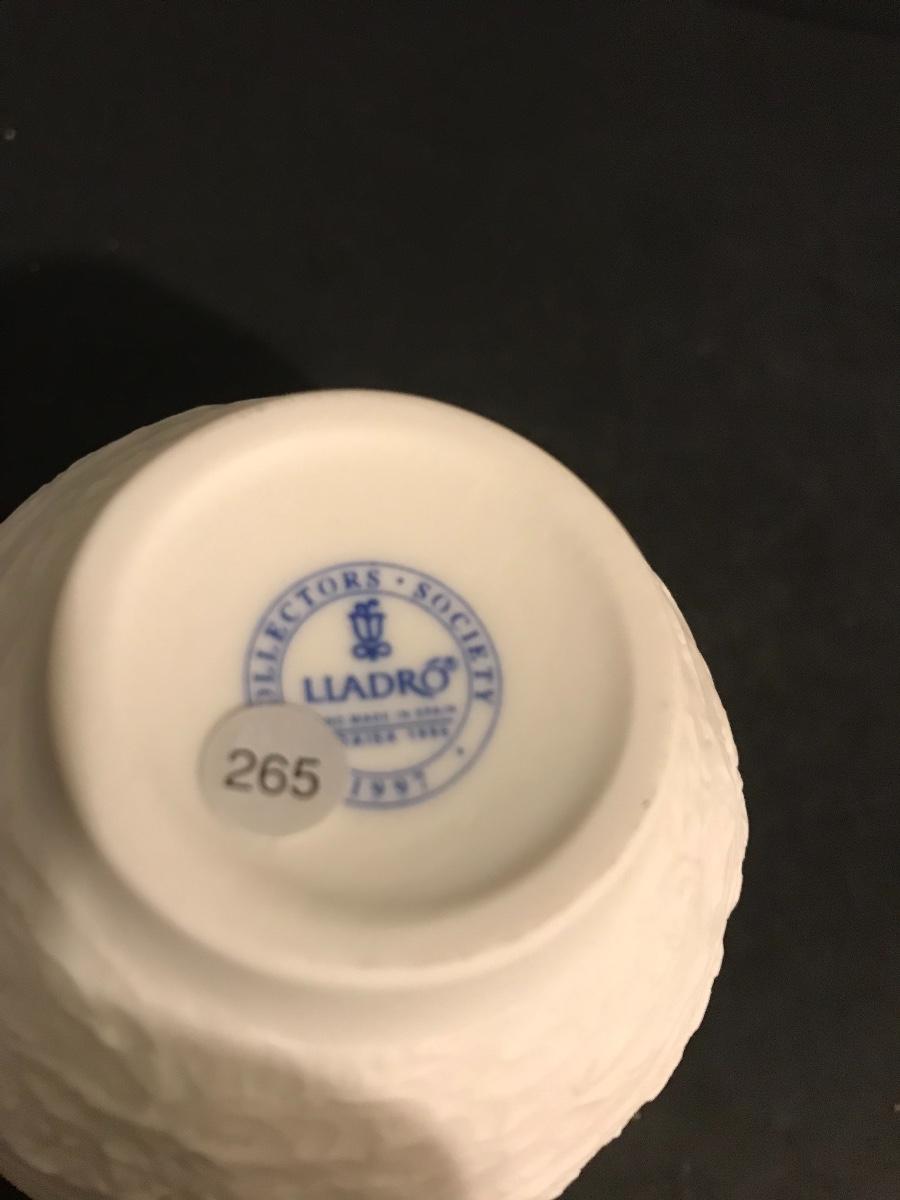 OLLECTORS · SOCIETY
LLADRÓ®
MADE IN SPAIN
1997
265